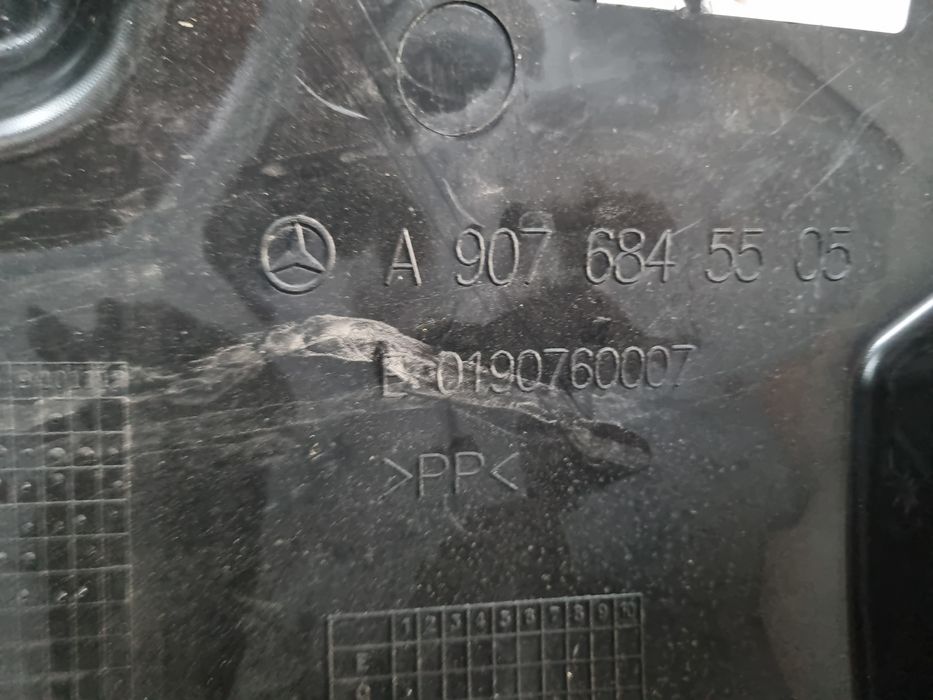 A 907 684 55 05
E 0190760007
>PP<
1 2 3 4 5 6 7 8 9 10
E